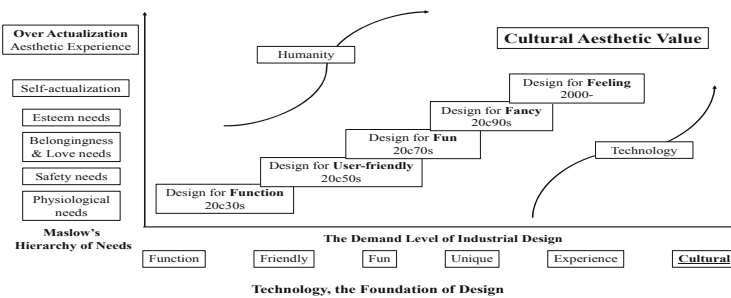 Over Actualization
Aesthetic Experience
Self-actualization
Esteem needs
Belongingness
& Love needs
Safety needs
Physiological
needs
Maslow's
Hierarchy of Needs
Humanity
Cultural Aesthetic Value
Design for Feeling
2000-
Design for Fancy
20c90s
Design for Fun
20c70s
Design for User-friendly
20c50s
Design for Function
20c30s
Technology
The Demand Level of Industrial Design
Function
Friendly
Fun
Unique
Experience
Cultural
Technology, the Foundation of Design